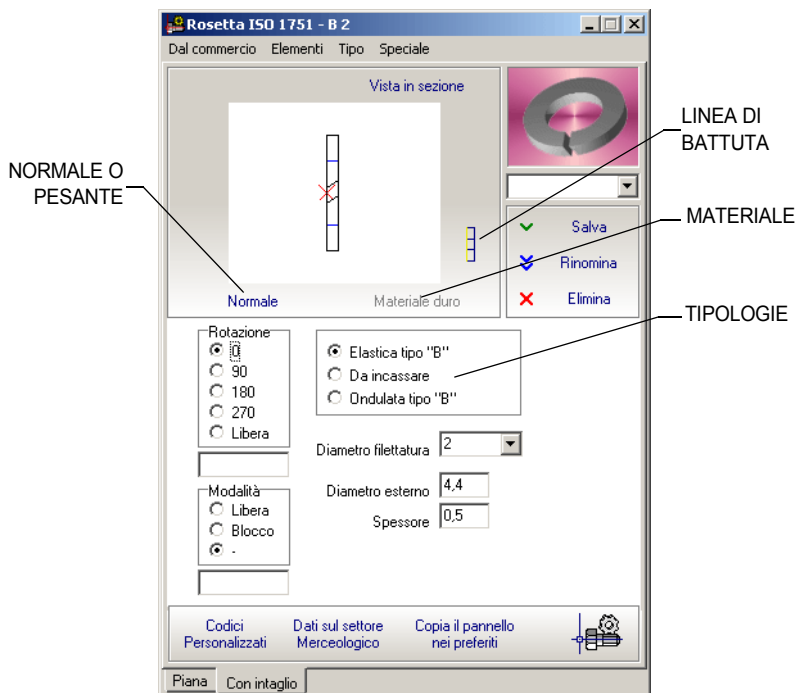 Rosetta ISO 1751 - B 2
Dal commercio Elementi Tipo Speciale
Vista in sezione
LINEA DI
BATTUTA
NORMALE O
PESANTE
MATERIALE
Salva
Rinomina
Elimina
Normale
Materiale duro
TIPOLOGIE
Rotazione
0
90
180
270
Libera
Elastica tipo "B"
Da incassare
Ondulata tipo "B"
Diametro filettatura 2
Diametro esterno 4,4
Spessore 0,5
Modalità
Libera
Blocco
-
Codici
Personalizzati
Dati sul settore
Merceologico
Copia il pannello
nei preferiti
Piana Con intaglio